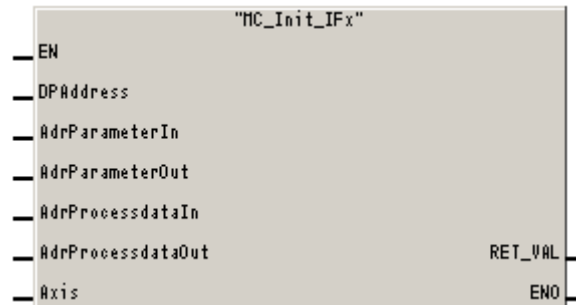 "MC_Init_IFx"
EN
DPAddress
AdrParameterIn
AdrParameterOut
AdrProcessdataIn
AdrProcessdataOut RET_VAL
Axis ENO